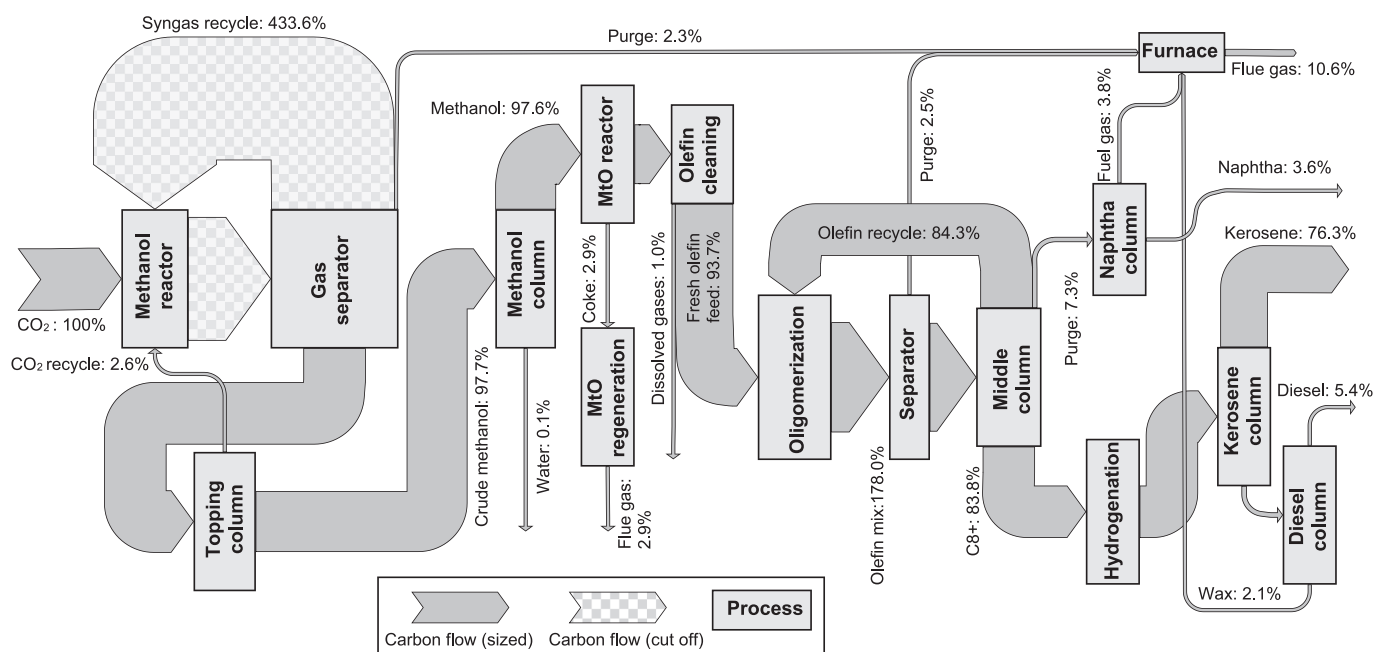 Syngas recycle: 433.6%
Purge: 2.3%
Furnace
Flue gas: 10.6%
Methanol: 97.6%
MtO reactor
Olefin
cleaning
Purge: 2.5%
Fuel gas: 3.8%
Naphtha: 3.6%
Naphtha
column
Kerosene: 76.3%
Olefin recycle: 84.3%
Methanol
reactor
Gas
separator
Methanol
column
Coke: 2.9%
Dissolved gases: 1.0%
Fresh olefin
feed: 93.7%
Purge: 7.3%
CO₂ : 100%
CO₂ recycle: 2.6%
Crude methanol: 97.7%
Water: 0.1%
MtO
regeneration
Oligomerization
Separator
Middle
column
Kerosene
column
Diesel: 5.4%
Topping
column
Flue gas:
2.9%
Olefin mix:178.0%
C8+: 83.8%
Hydrogenation
Diesel
column
Wax: 2.1%
Process
Carbon flow (sized)
Carbon flow (cut off)